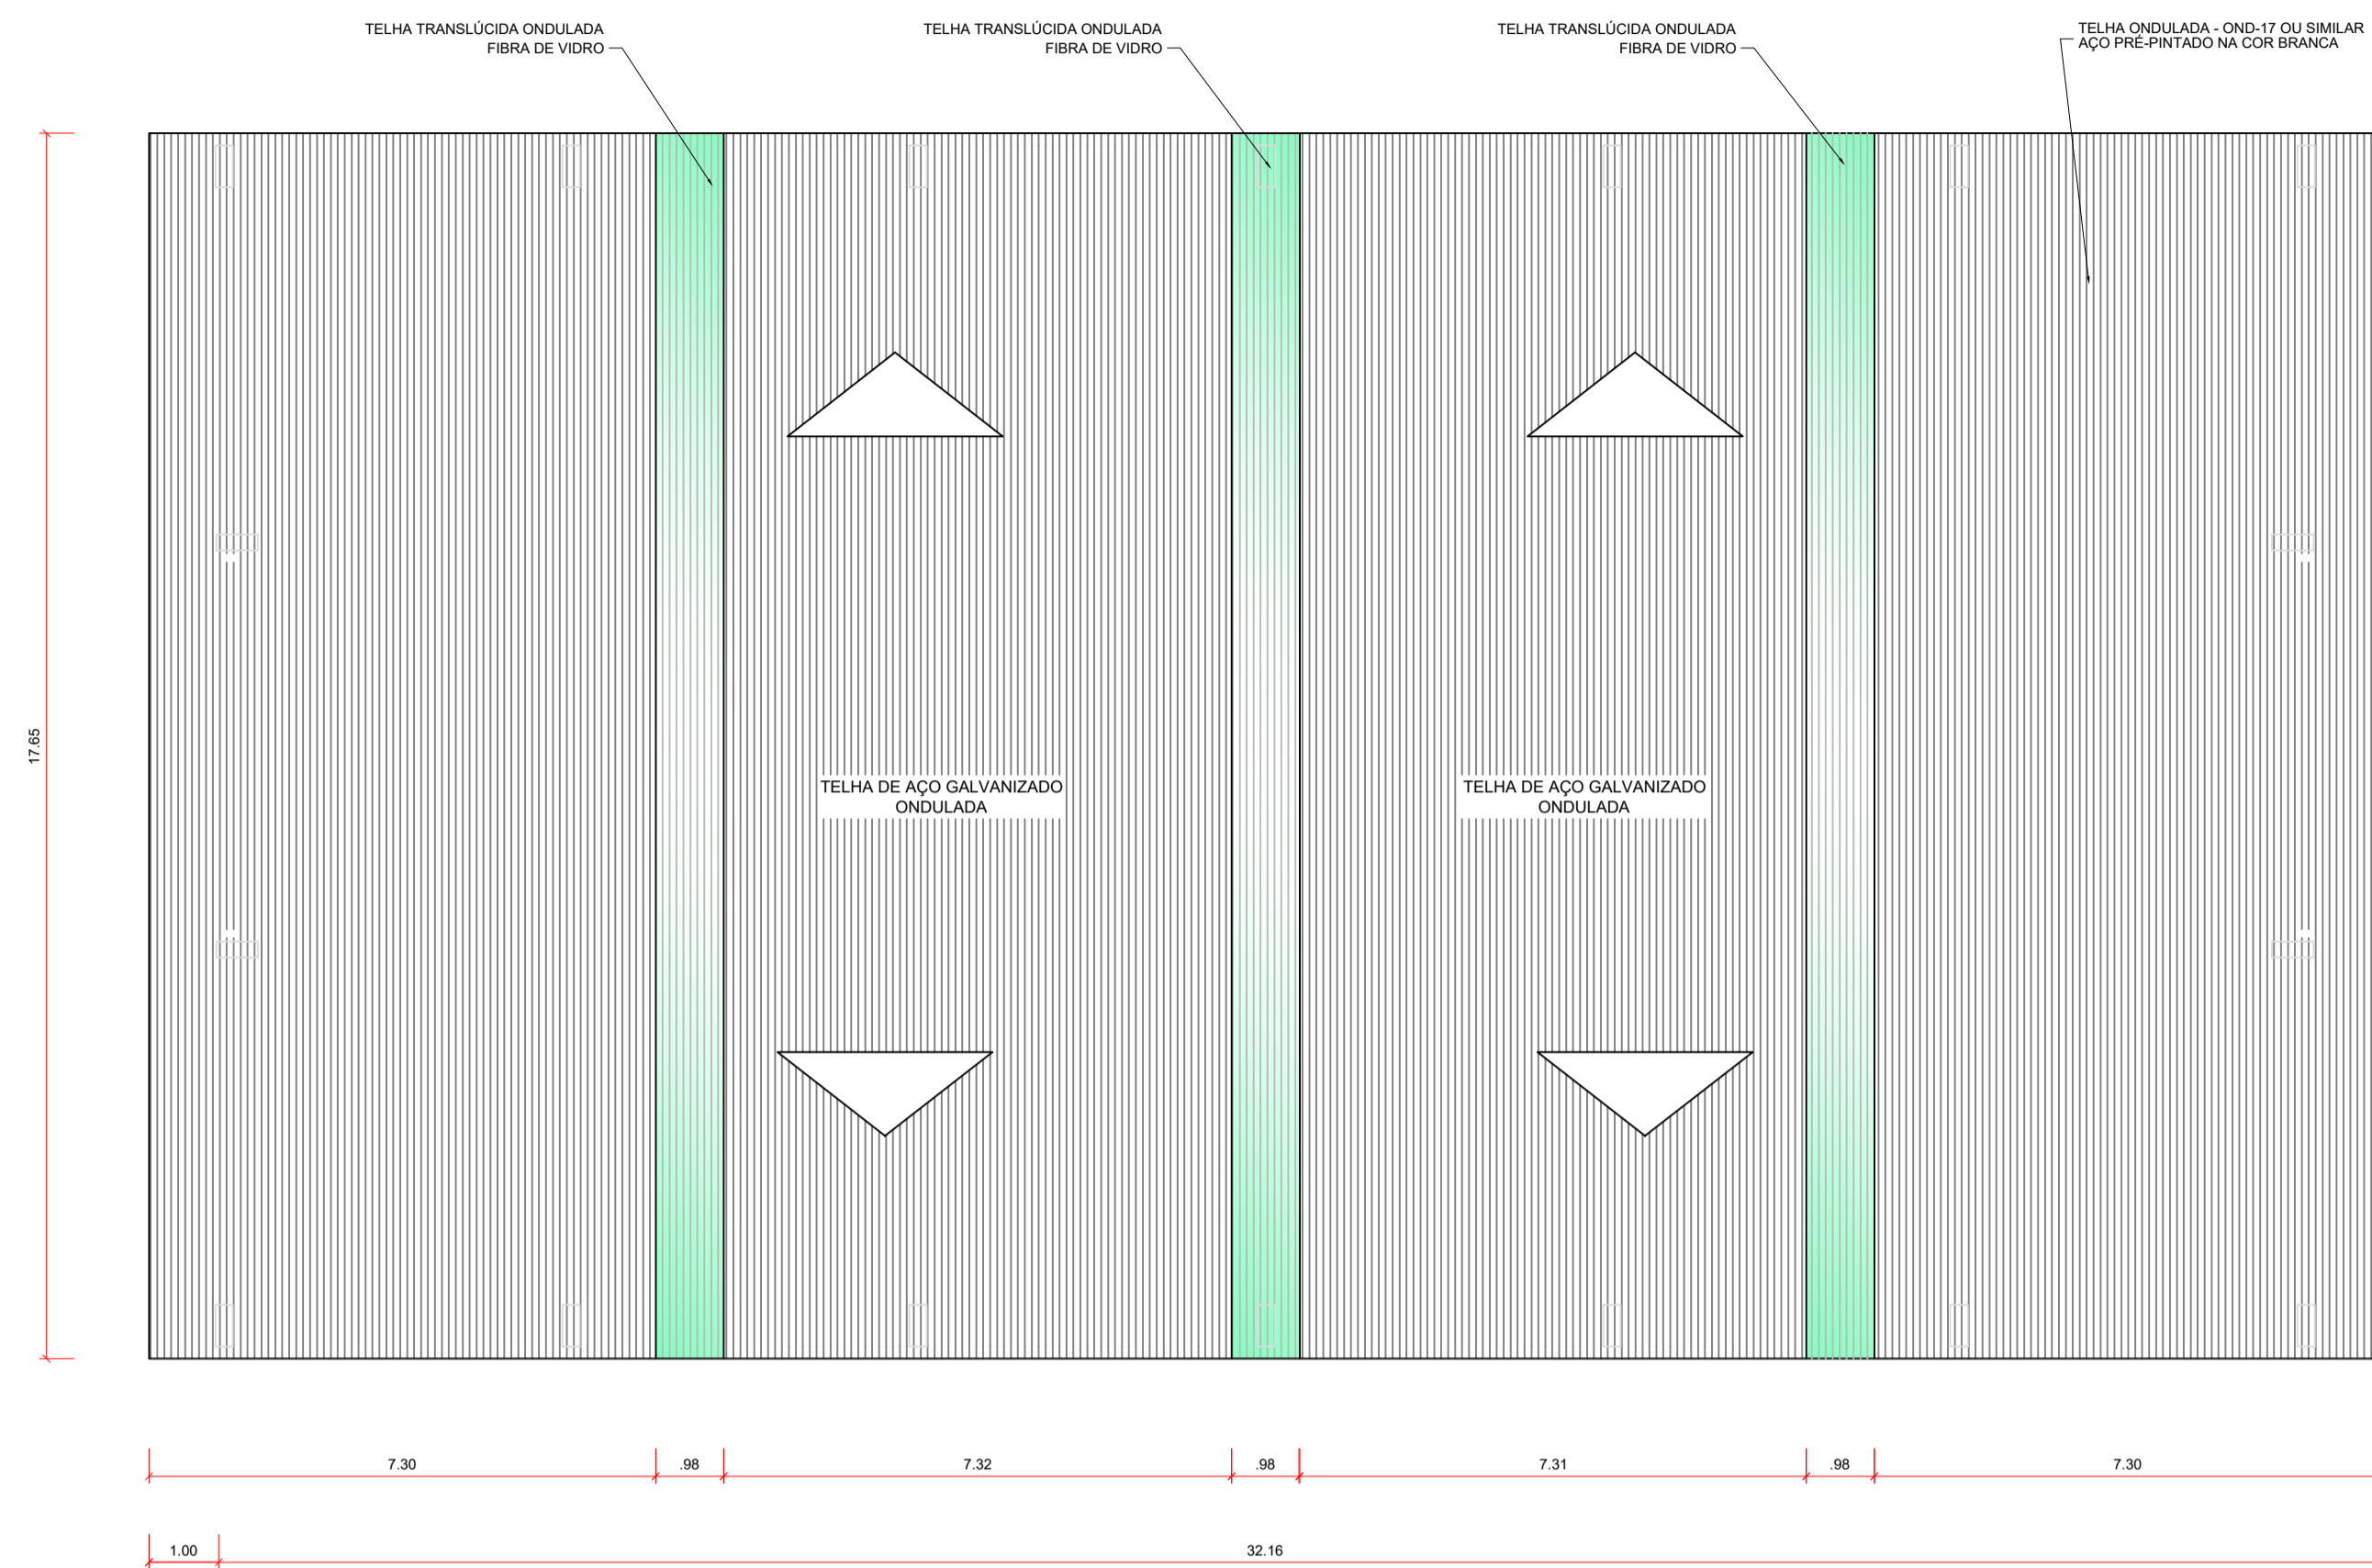 TELHA TRANSLÚCIDA ONDULADA
FIBRA DE VIDRO
TELHA TRANSLÚCIDA ONDULADA
FIBRA DE VIDRO
TELHA TRANSLÚCIDA ONDULADA
FIBRA DE VIDRO
TELHA ONDULADA - OND-17 OU SIMILAR
AÇO PRÉ-PINTADO NA COR BRANCA
17.65
TELHA DE AÇO GALVANIZADO
ONDULADA
TELHA DE AÇO GALVANIZADO
ONDULADA
7.30
.98
7.32
.98
7.31
.98
7.30
1.00
32.16